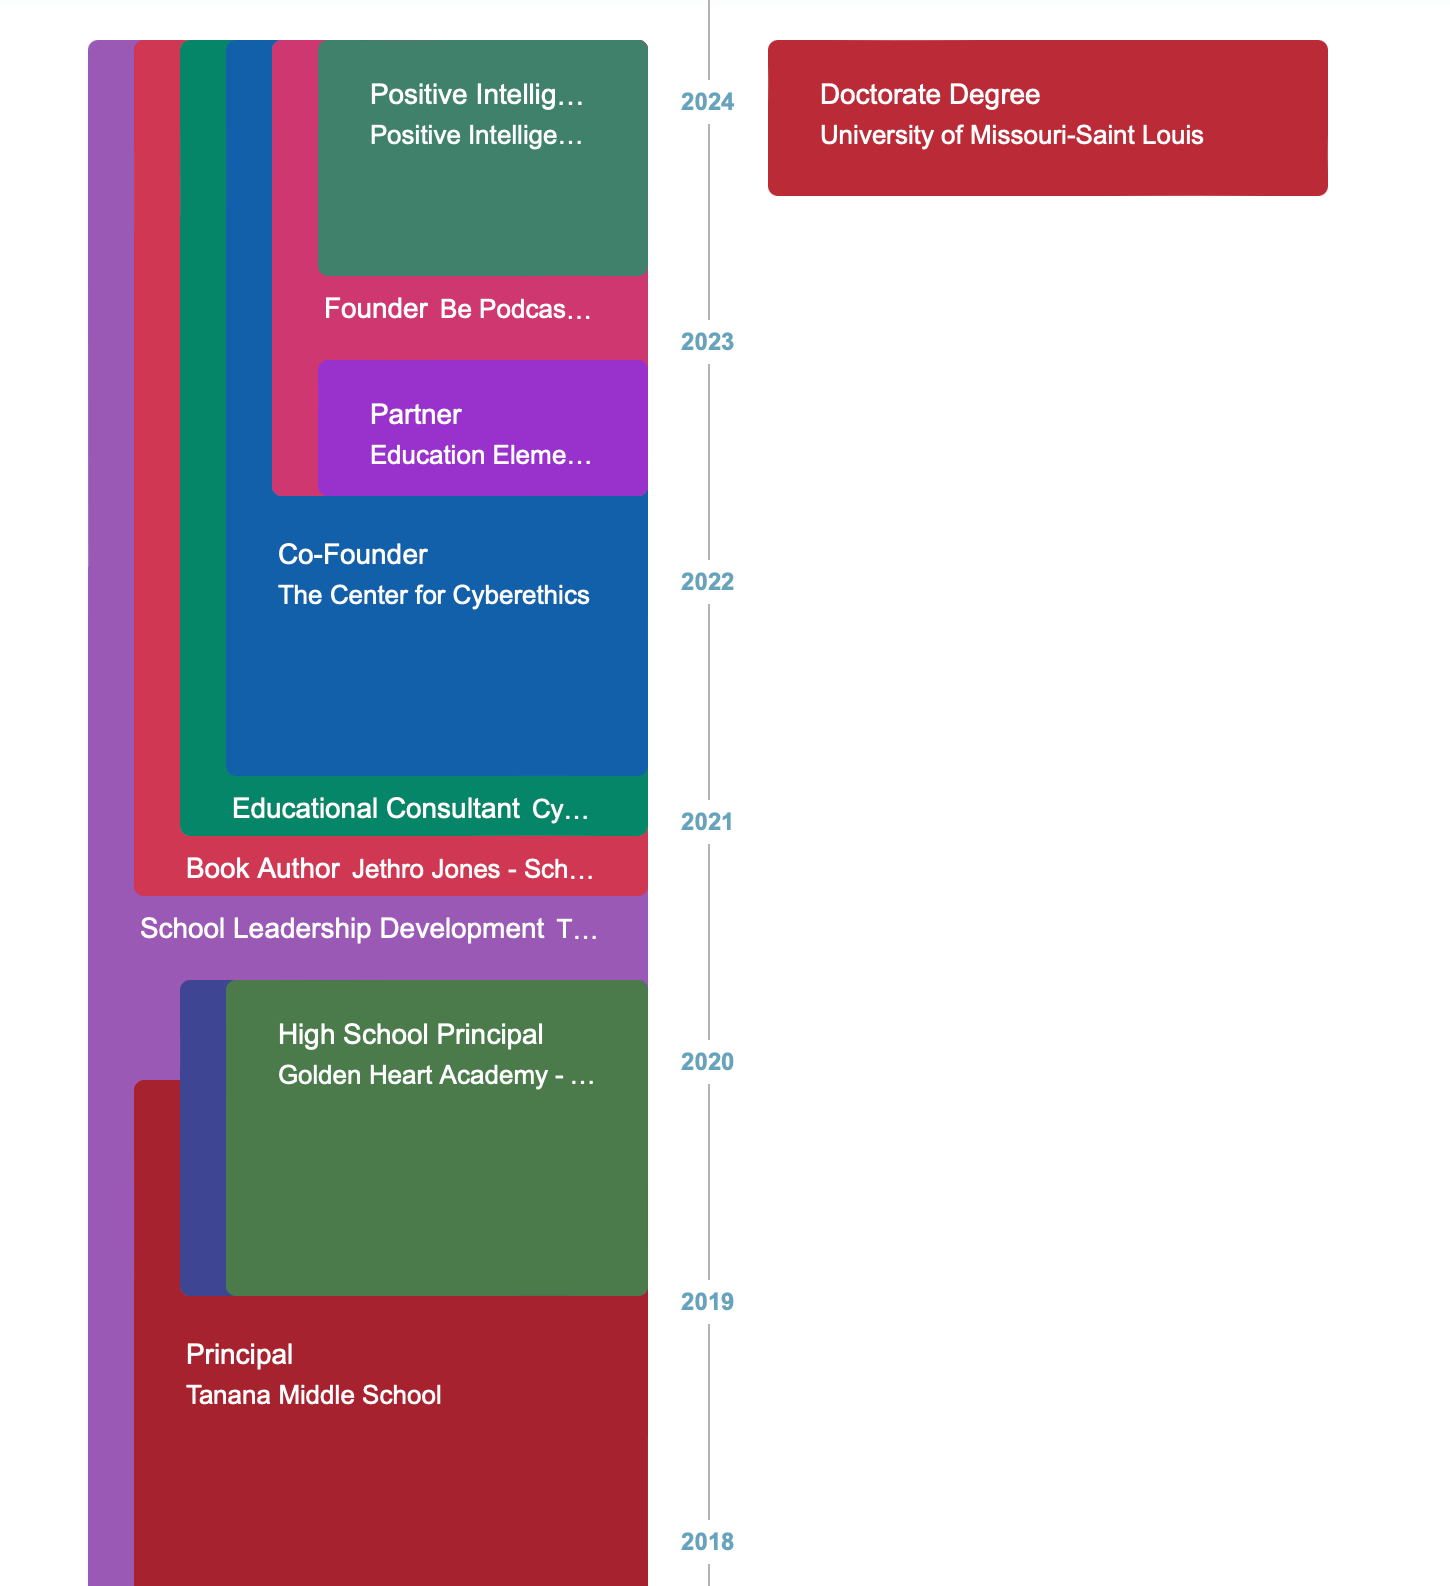 Positive Intellig…
Positive Intellige…
2024
Doctorate Degree
University of Missouri-Saint Louis
Founder Be Podcas…
2023
Partner
Education Eleme…
Co-Founder
2022
The Center for Cyberethics
Educational Consultant Cy…
2021
Book Author Jethro Jones - Sch…
School Leadership Development T…
High School Principal
2020
Golden Heart Academy - …
2019
Principal
Tanana Middle School
2018